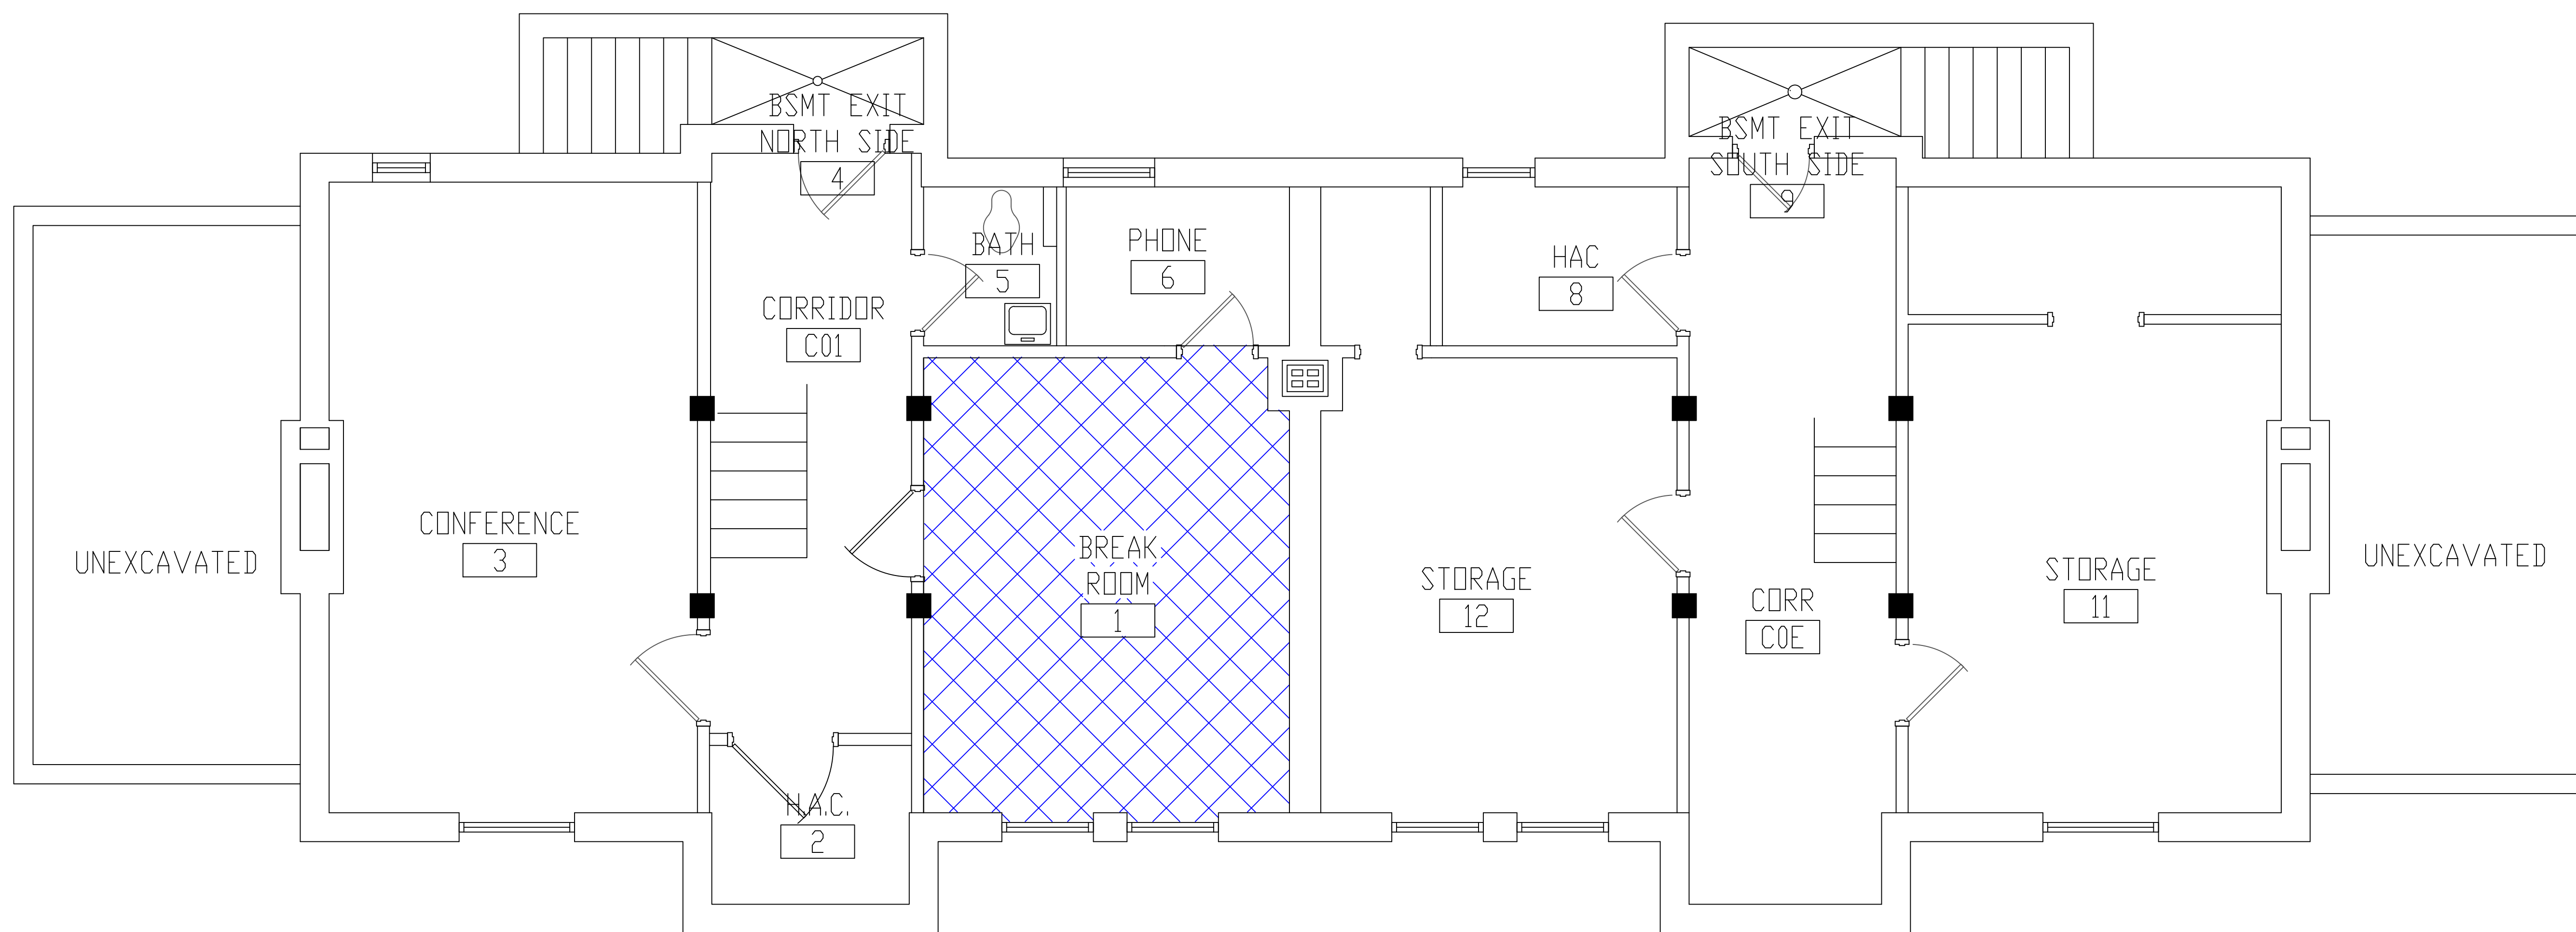 BSMT EXIT
NORTH SIDE
4
BSMT EXIT
SOUTH SIDE
9
BATH
5
PHONE
6
HAC
8
CORRIDOR
C01
UNEXCAVATED
CONFERENCE
3
BREAK
ROOM
1
STORAGE
12
CORR
C0E
STORAGE
11
UNEXCAVATED
H.A.C.
2